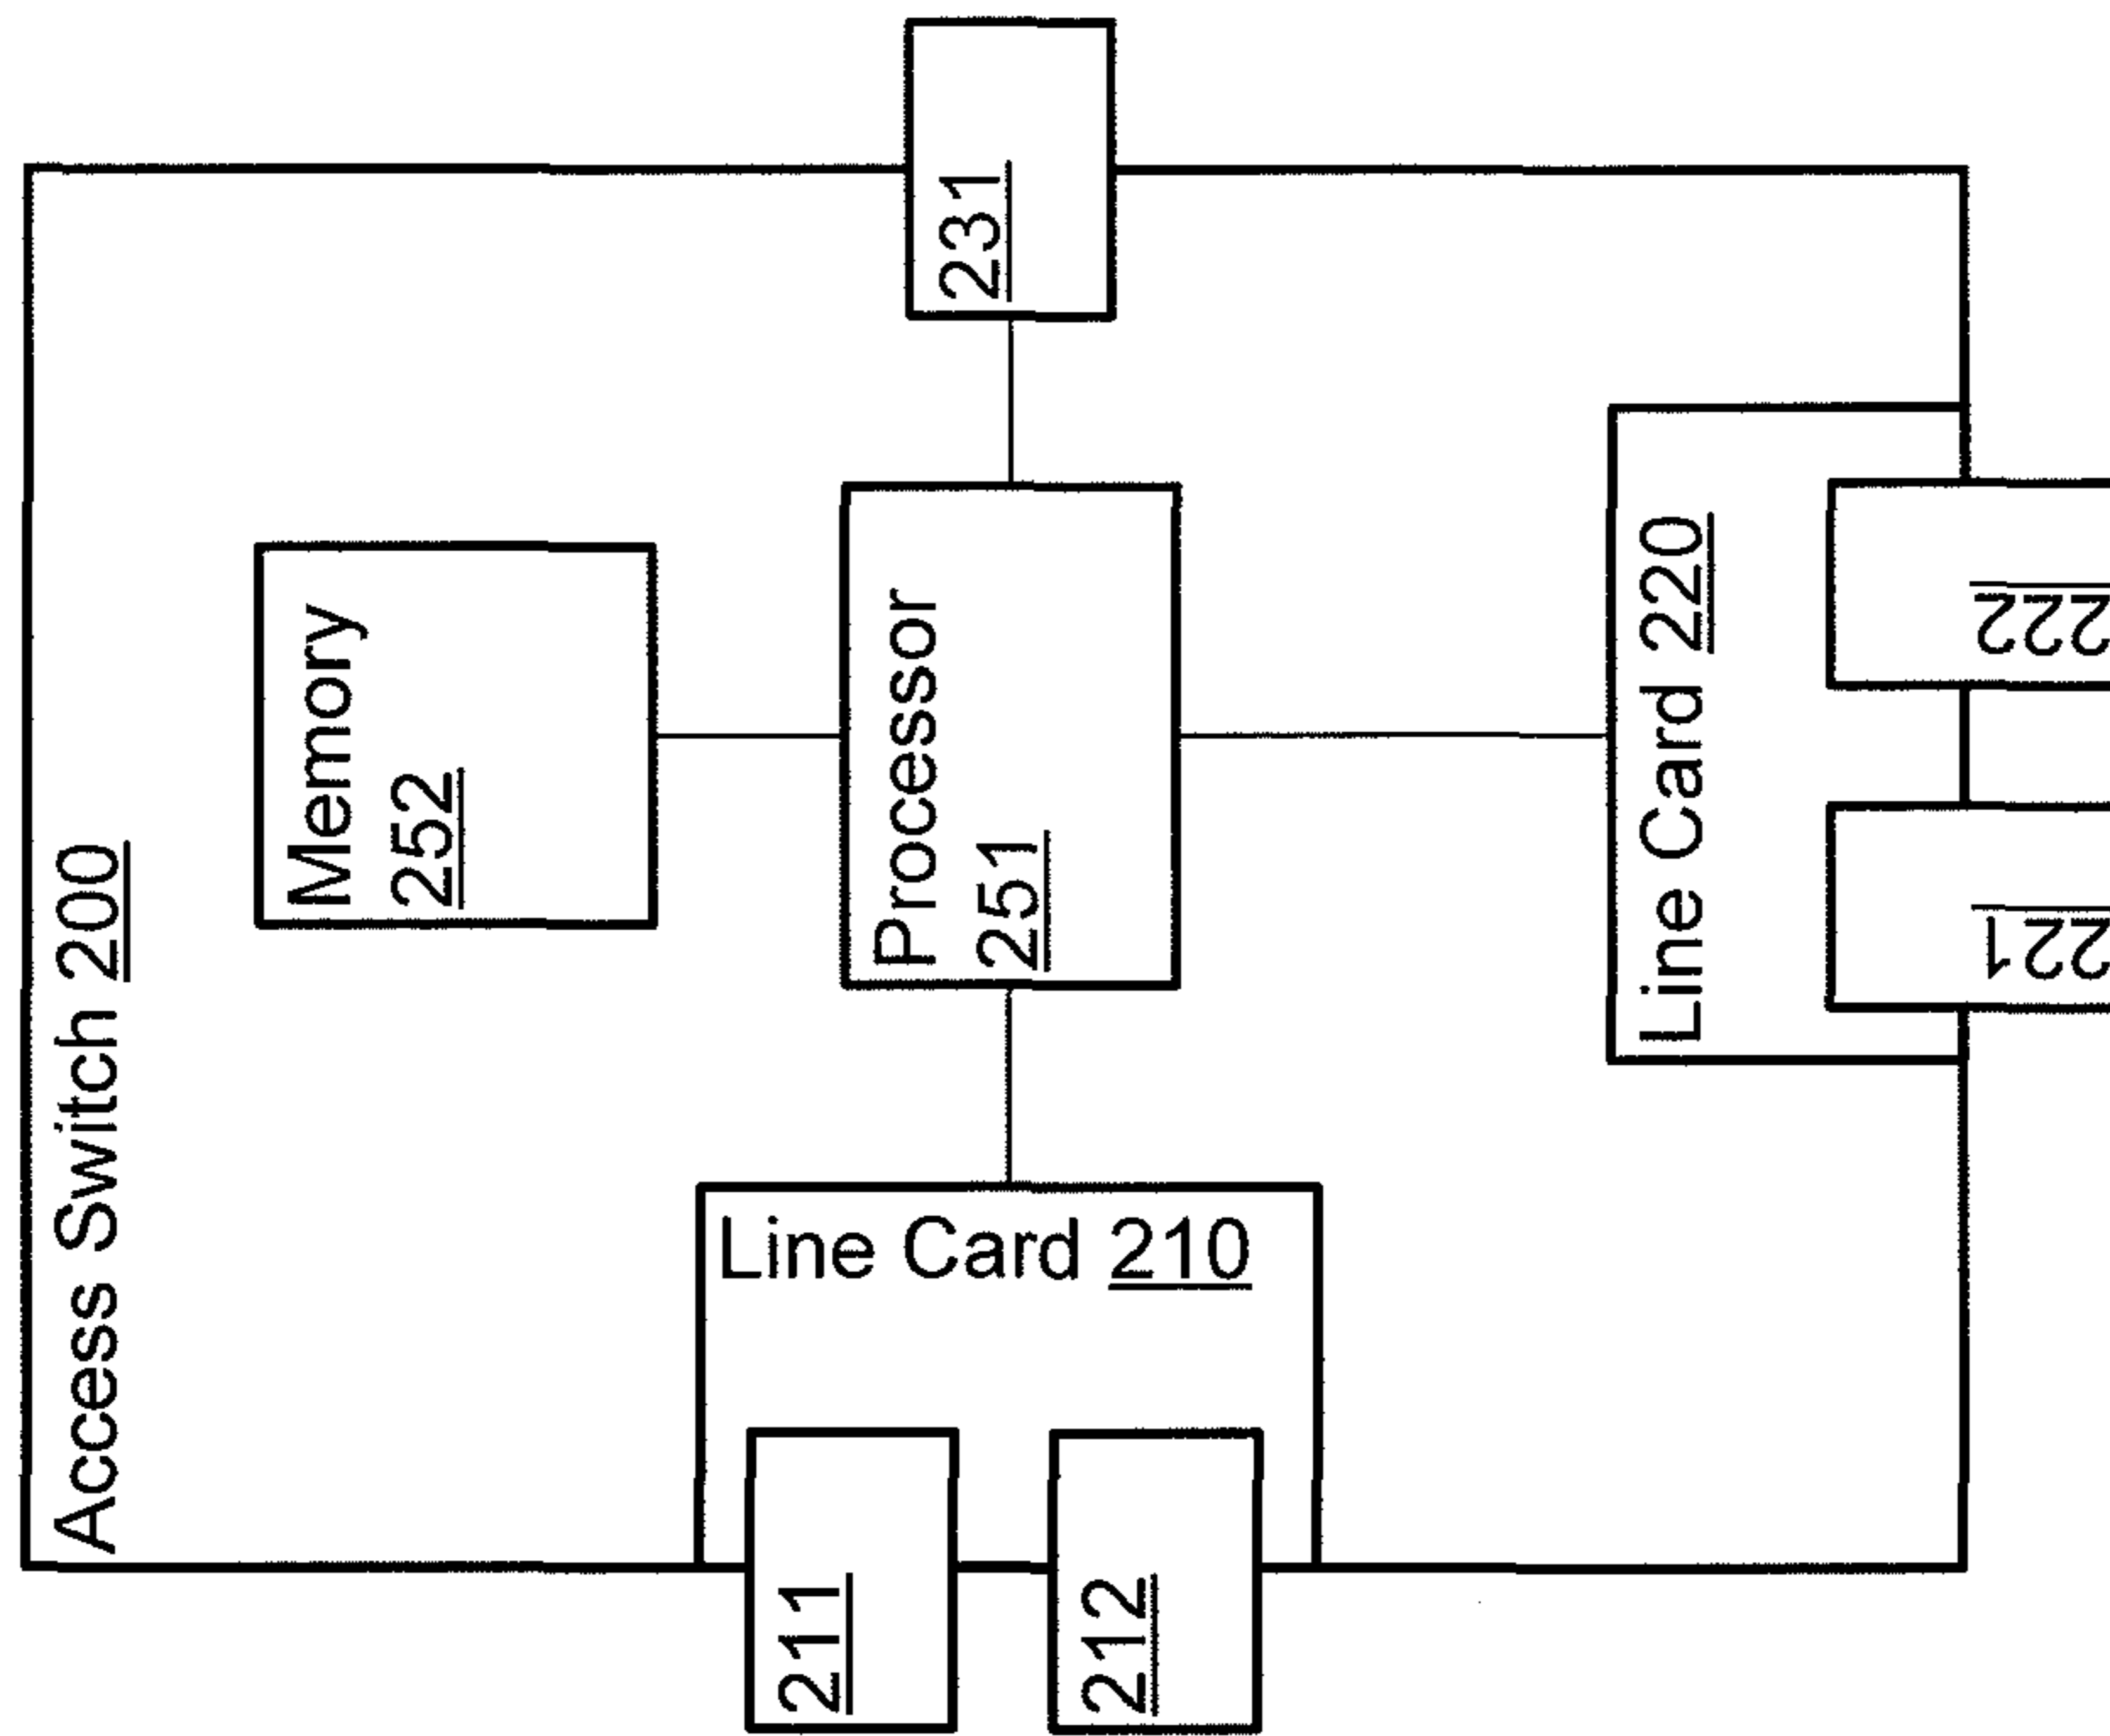 Access Switch 200
Memory
252
Processor
251
231
Line Card 210
211
212
Line Card 220
221
222